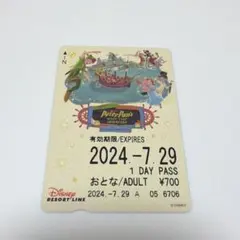 IN
Peter Pan's
有効期限/EXPIRES
2024.-7.29
1 DAY PASS
おとな/ADULT ¥700
Disney
RESORT LINE
2024.-7.29 A 05 6706